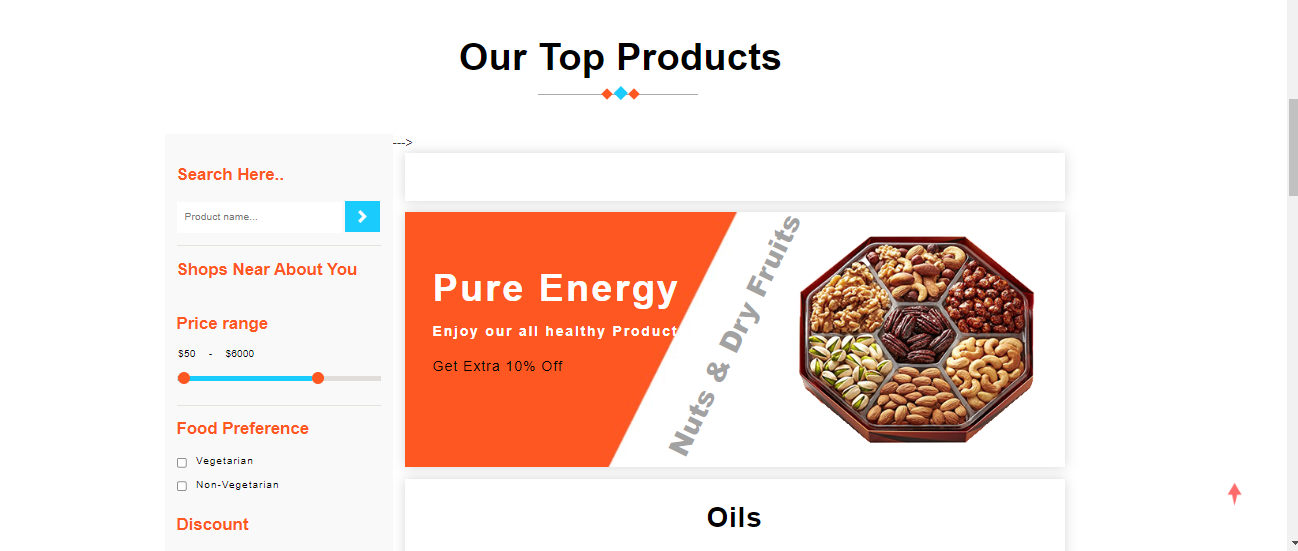 Our Top Products
Search Here..
Product name...
Shops Near About You
Price range
$50 - $6000
Food Preference
Vegetarian
Non-Vegetarian
Discount
--->
Pure Energy
Enjoy our all healthy Product
Get Extra 10% Off
Nuts & Dry Fruits
Oils